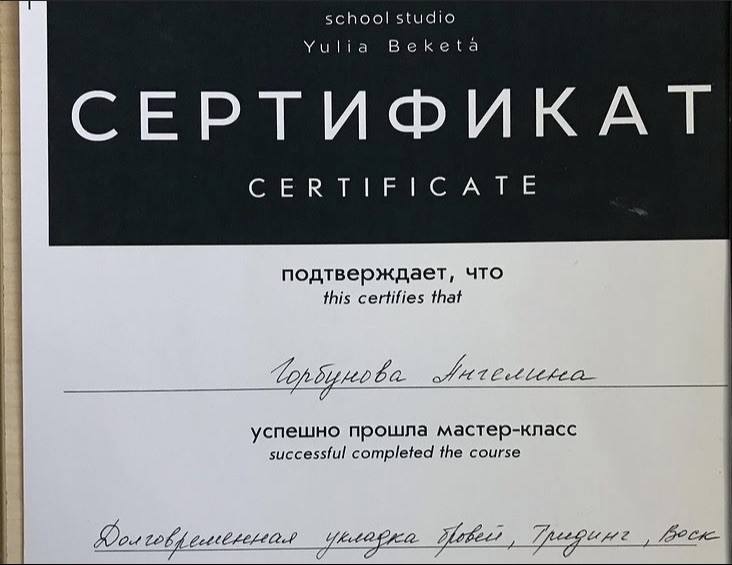 school studio
Yulia Beketá
СЕРТИФИКАТ
CERTIFICATE
подтверждает, что
this certifies that
Горбунова Ангелина
успешно прошла мастер-класс
successful completed the course
Долговременная укладка бровей, Тридинг, Воск